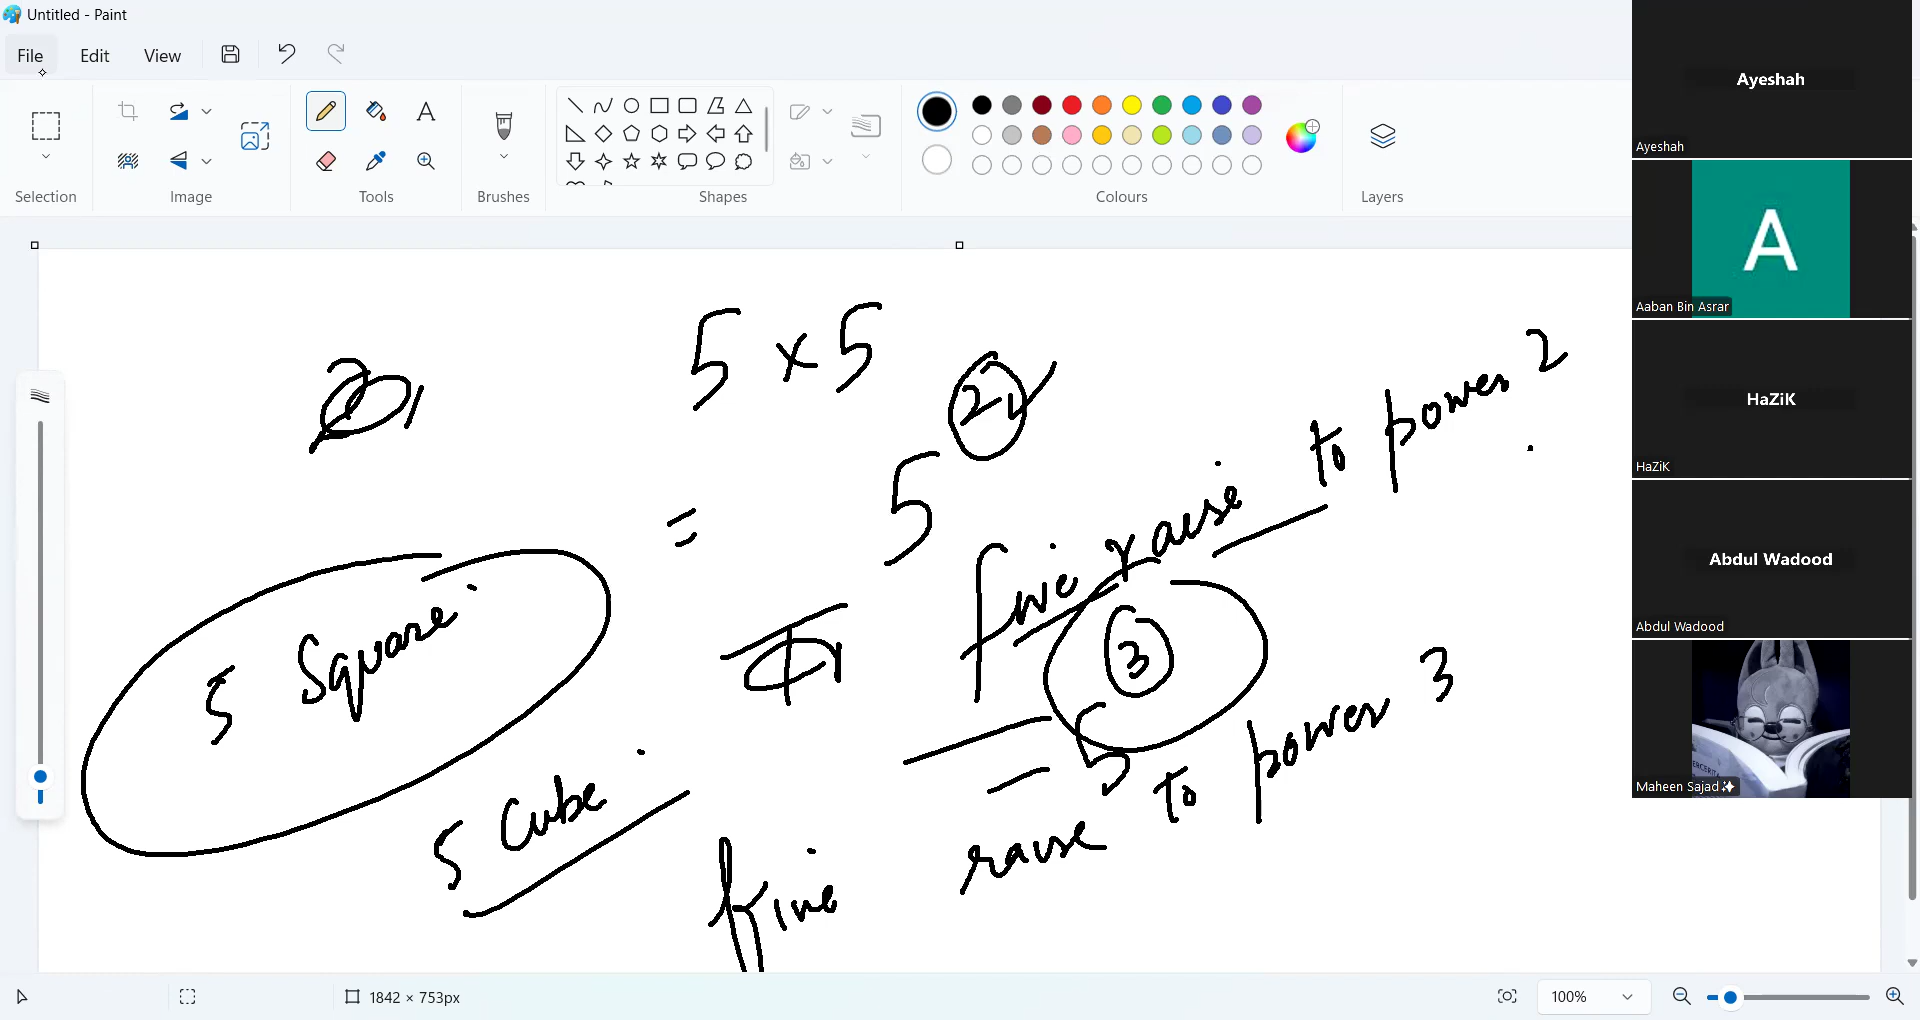 Untitled - Paint
File Edit View
Selection Image Tools Brushes Shapes Colours Layers
5 × 5
= 5²
five raise to power 2
5 Square
= 5³
5 Cube
five raise to power 3
Ayeshah
Ayeshah
A
Aaban Bin Asrar
HaZiK
HaZiK
Abdul Wadood
Abdul Wadood
Maheen Sajad✨
1842 × 753px
100%